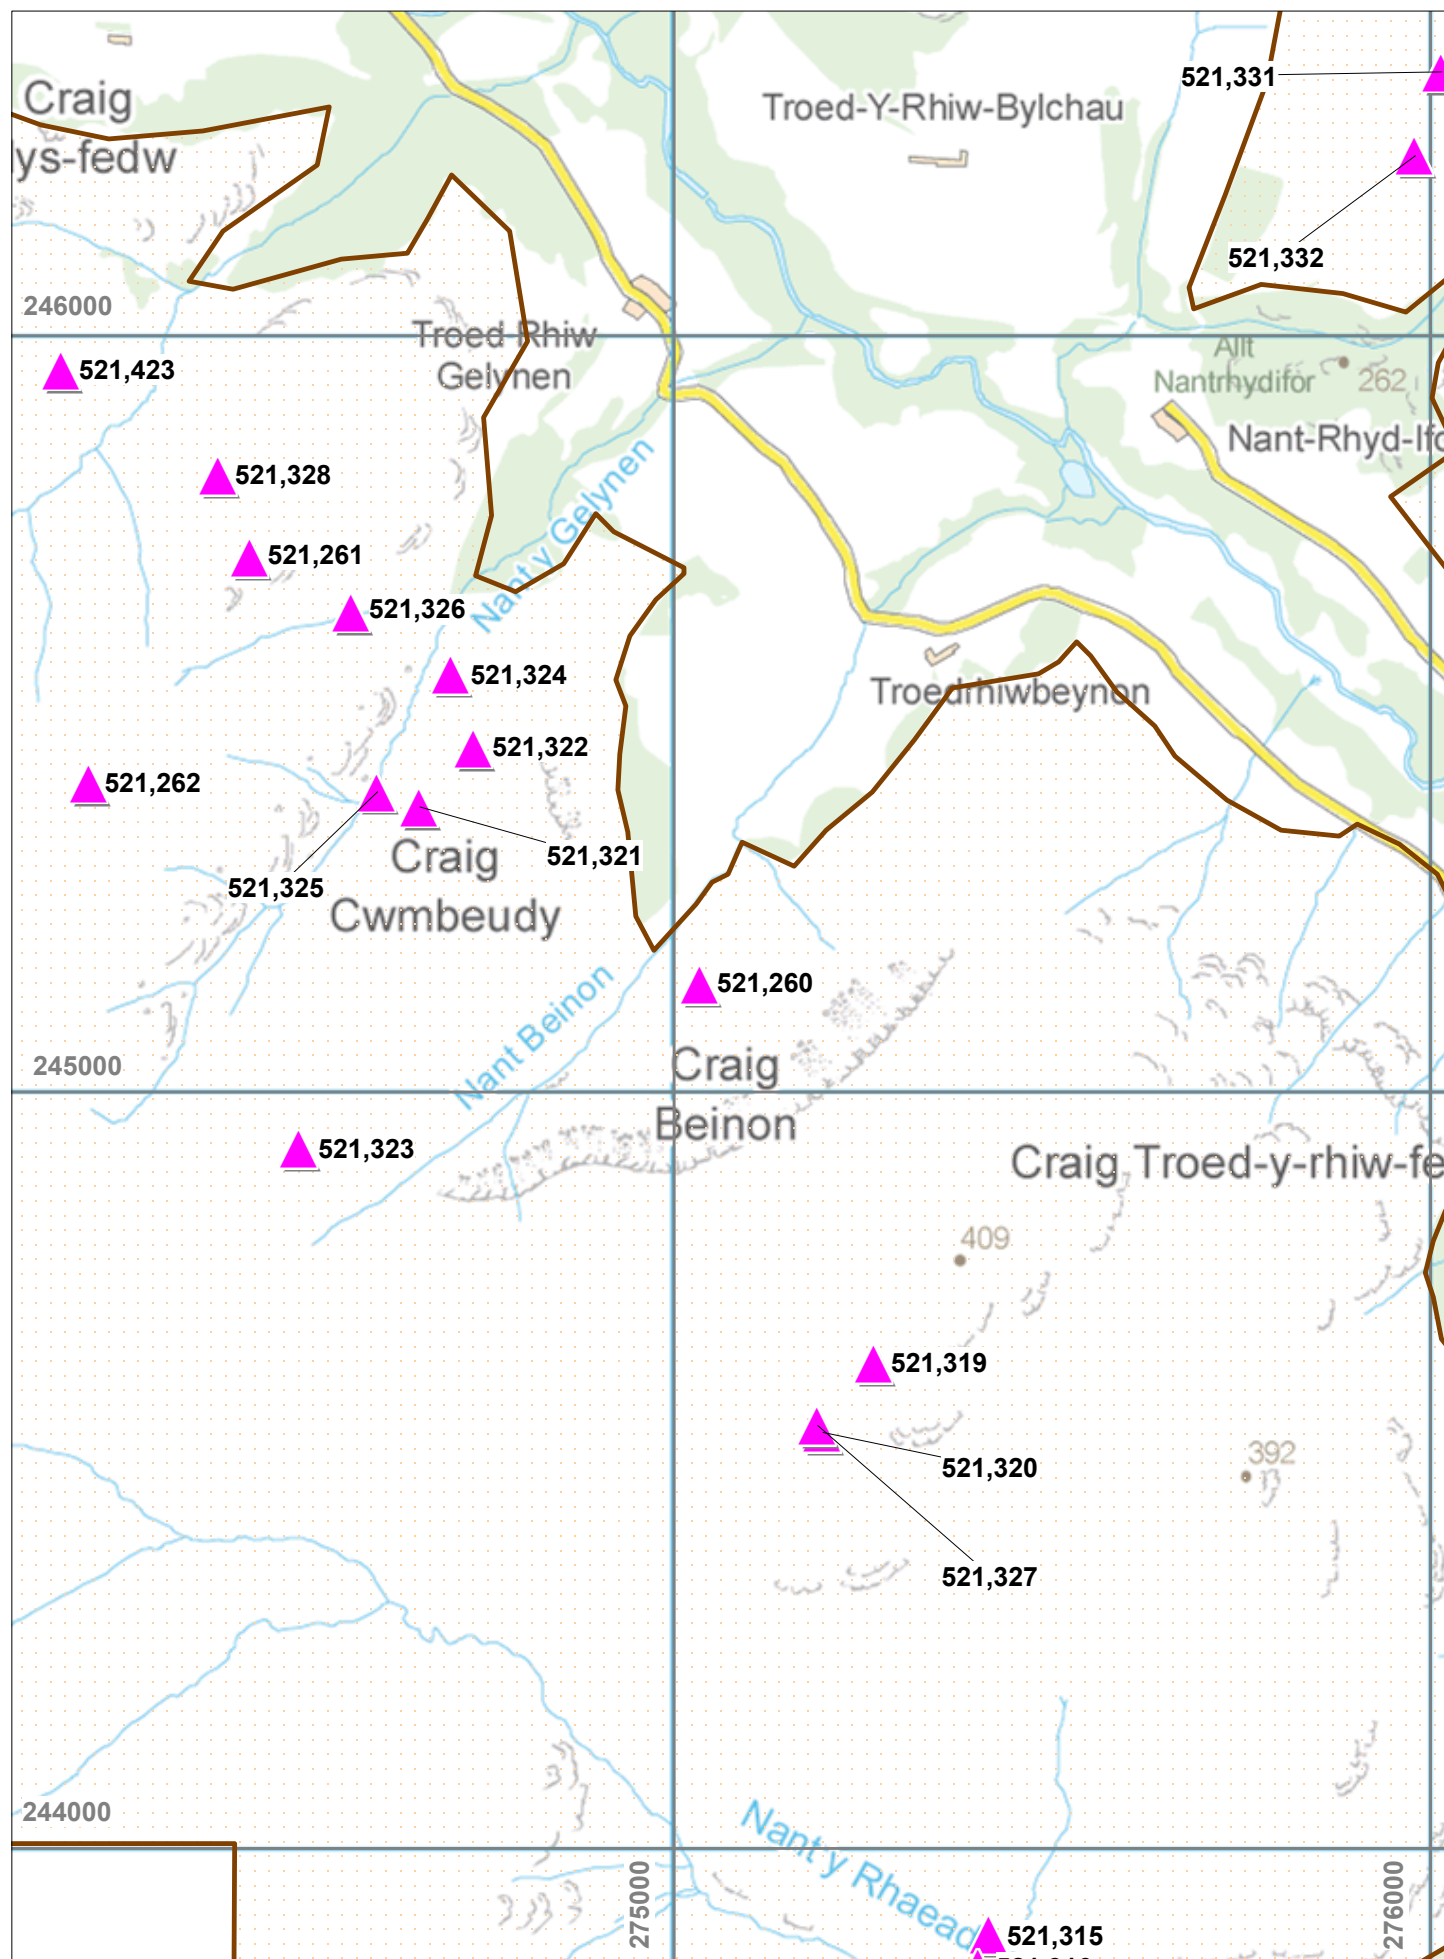 521,331
Craig
Troed-Y-Rhiw-Bylchau
lys-fedw
521,332
246000
Troed Rhiw
Gelynen
Allt
Nantrhydifor
262
521,423
Nant-Rhyd-Ifo
521,328
Nant y Gelynen
521,261
521,326
521,324
Troedrhiwbeynon
521,322
521,262
521,321
Craig
Cwmbeudy
521,325
521,260
Nant Beinon
245000
Craig
Beinon
521,323
Craig Troed-y-rhiw-fe
409
521,319
392
521,320
521,327
244000
Nant y Rhaead
275000
276000
521,315